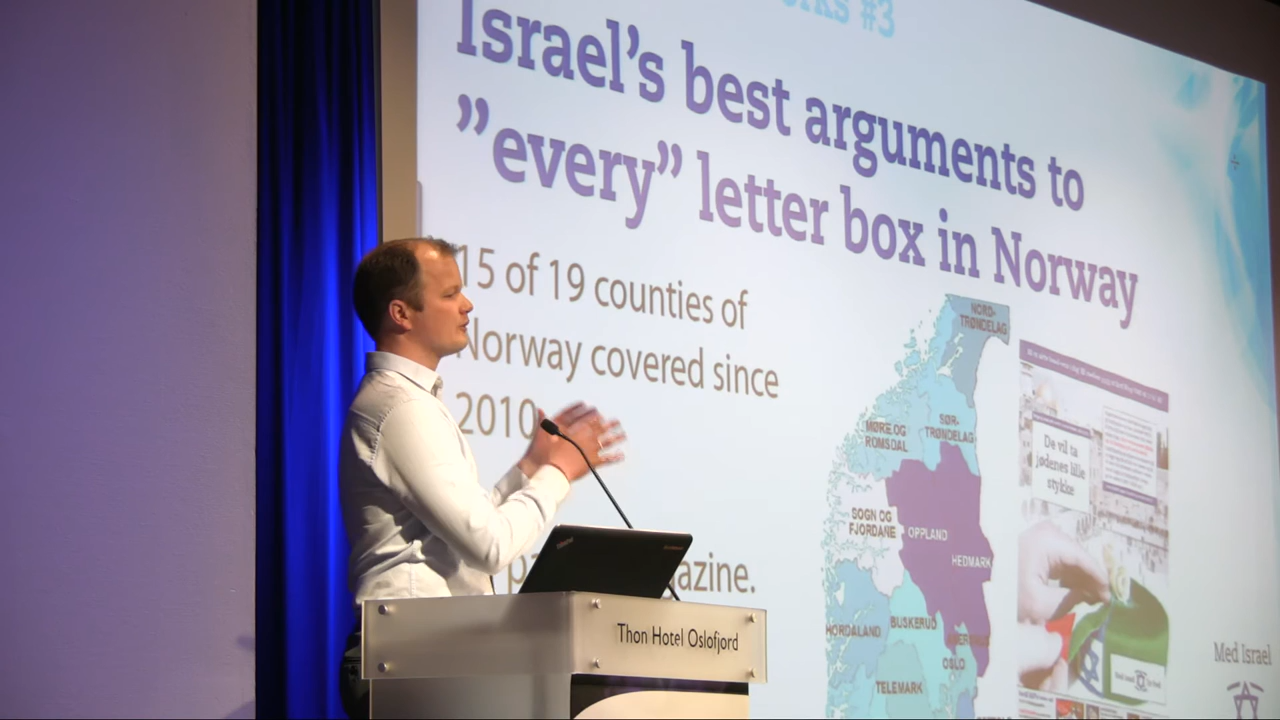 #3
Israel's best arguments to
”every” letter box in Norway
15 of 19 counties of
Norway covered since
2010
NORD-
TRØNDELAG
SØR-
TRØNDELAG
MØRE OG
ROMSDAL
SOGN OG
FJORDANE
OPPLAND
HEDMARK
HORDALAND
BUSKERUD
OSLO
TELEMARK
De vil ta
jødenes lille
stykke
Med Israel
Thon Hotel Oslofjord